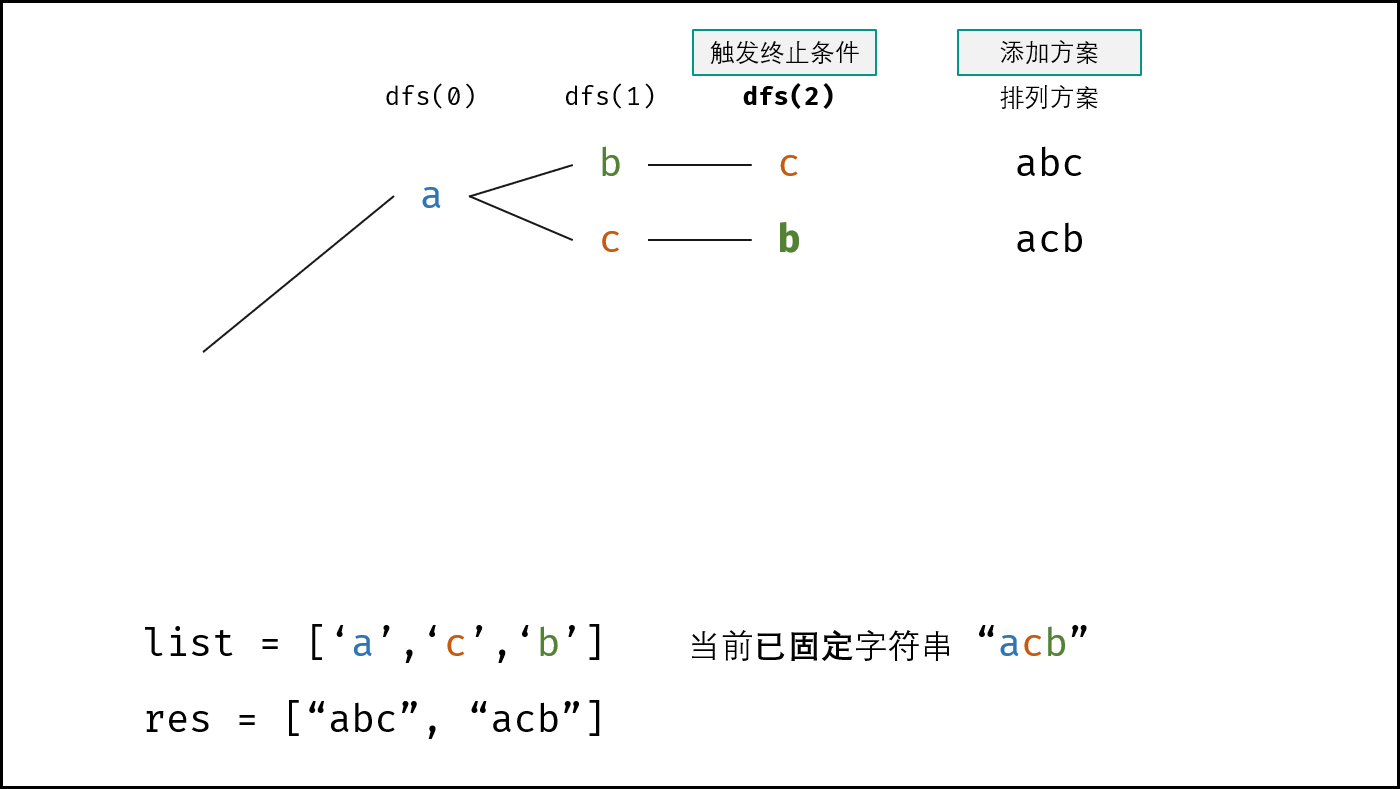 触发终止条件 添加方案
dfs(0) dfs(1) dfs(2) 排列方案
b c abc
a
c b acb
list = [‘a’,‘c’,‘b’] 当前已固定字符串 “acb”
res = [“abc”, “acb”]